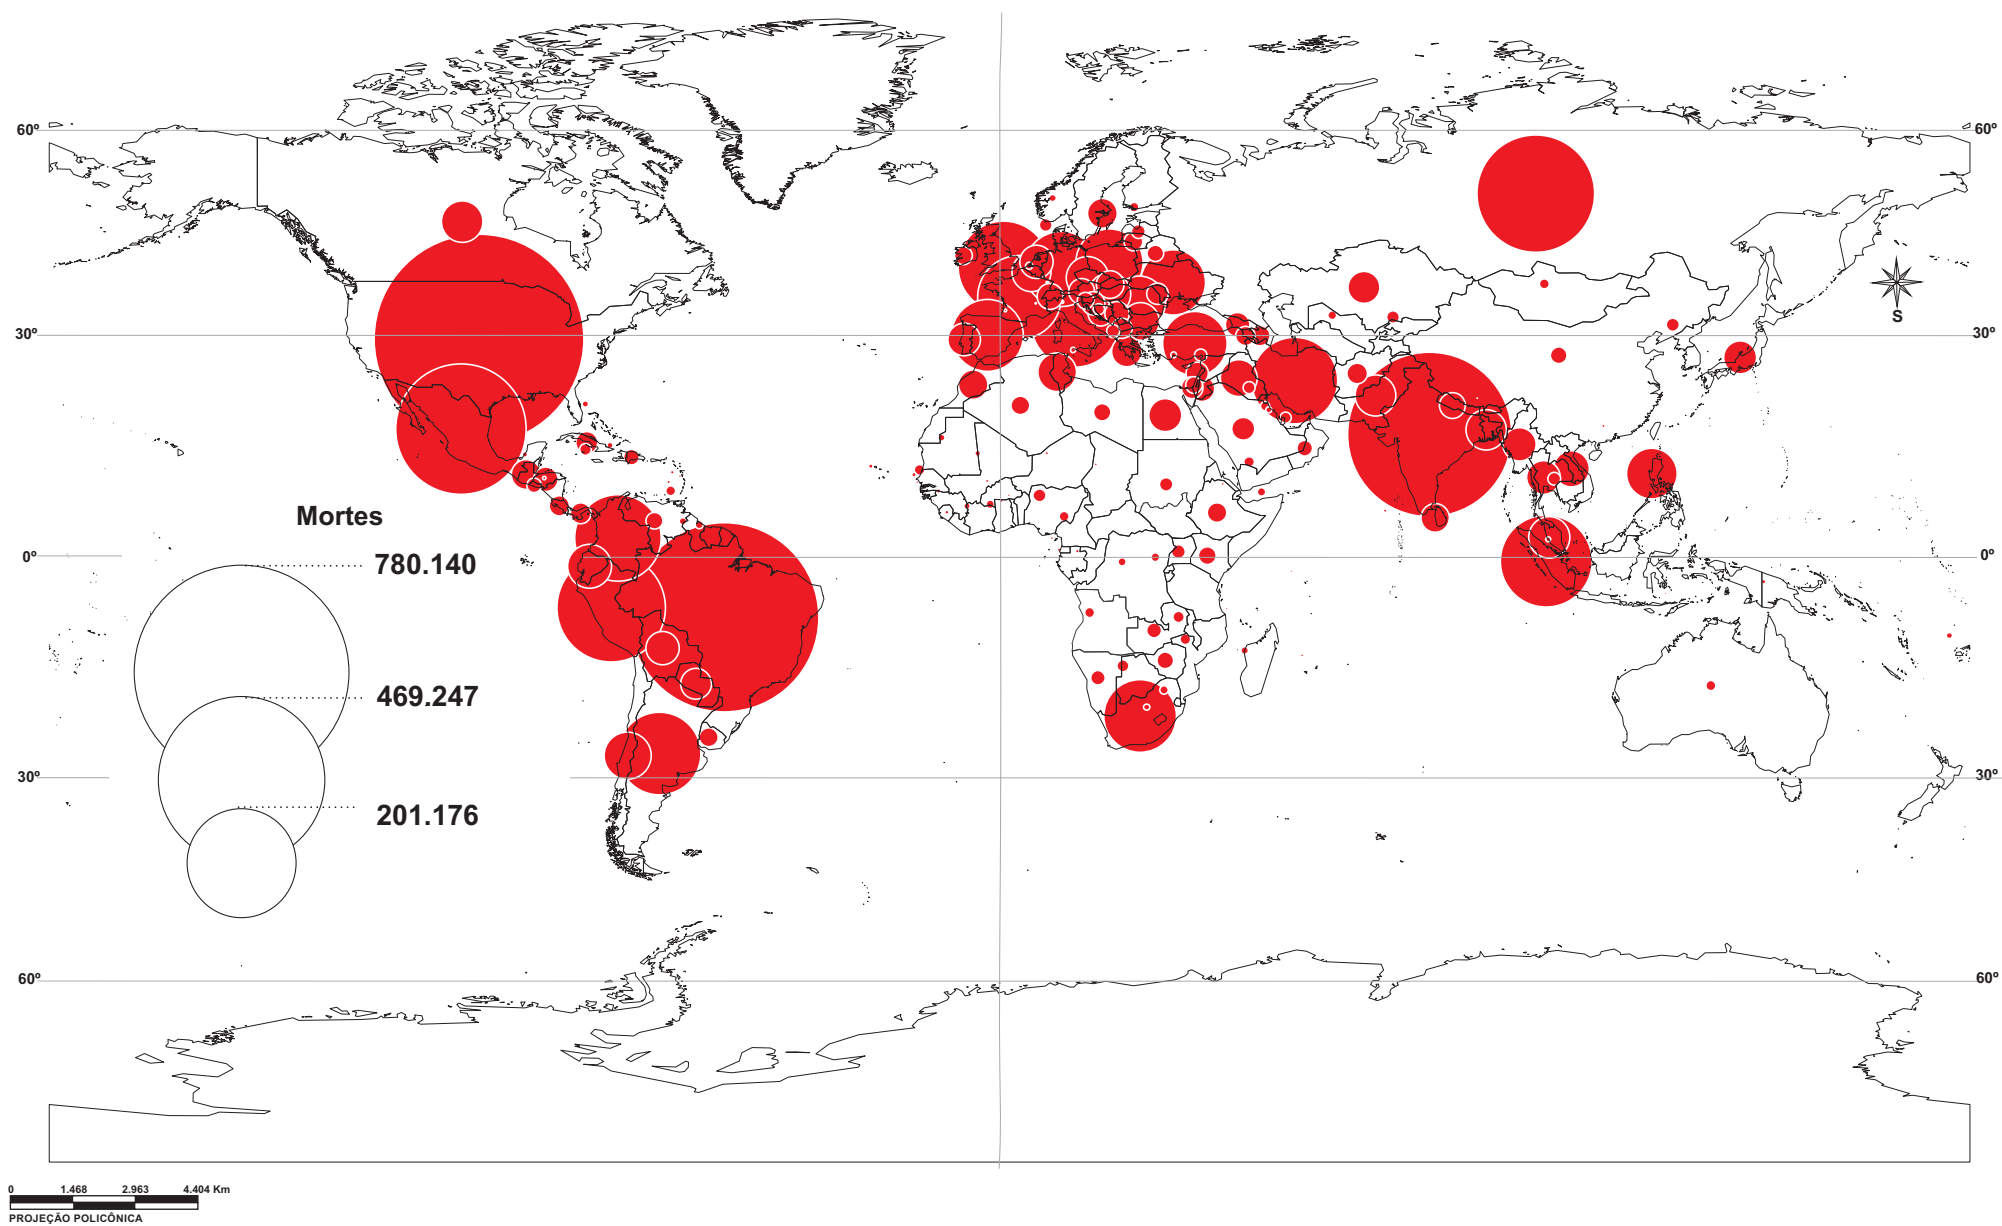 60º 60º
S
30º 30º
Mortes
780.140
0º 0º
469.247
30º 30º
201.176
60º 60º
0 1.468 2.963 4.404 Km
PROJEÇÃO POLICÔNICA